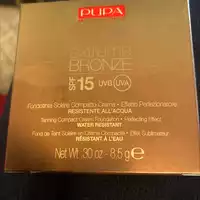 PUPA
Extreme
BRONZE
SPF 15 UVB UVA
Fondotinta Solare Compatto Crema • Effetto Perfezionatore
RESISTENTE ALL'ACQUA
Tanning Compact Cream Foundation • Perfecting Effect
WATER RESISTANT
Fond de Teint Solaire en Crème Compacte • Effet Sublimateur
RÉSISTANT À L'EAU
Net Wt. .30 oz - 8,5 g e